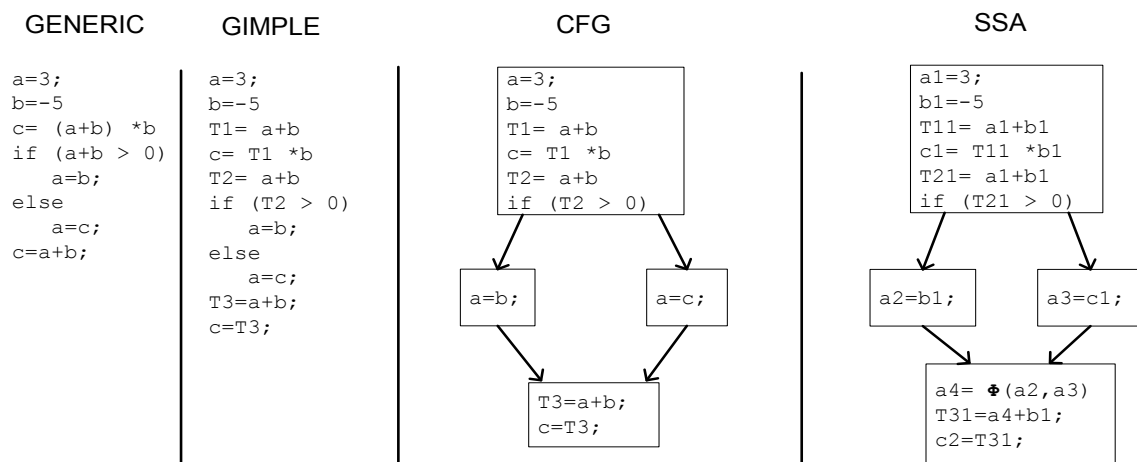 GENERIC
a=3;
b=-5
c= (a+b) *b
if (a+b > 0)
a=b;
else
a=c;
c=a+b;
GIMPLE
a=3;
b=-5
T1= a+b
c= T1 *b
T2= a+b
if (T2 > 0)
a=b;
else
a=c;
T3=a+b;
c=T3;
CFG
a=3;
b=-5
T1= a+b
c= T1 *b
T2= a+b
if (T2 > 0)
a=b;
a=c;
T3=a+b;
c=T3;
SSA
a1=3;
b1=-5
T11= a1+b1
c1= T11 *b1
T21= a1+b1
if (T21 > 0)
a2=b1;
a3=c1;
a4= Φ(a2,a3)
T31=a4+b1;
c2=T31;